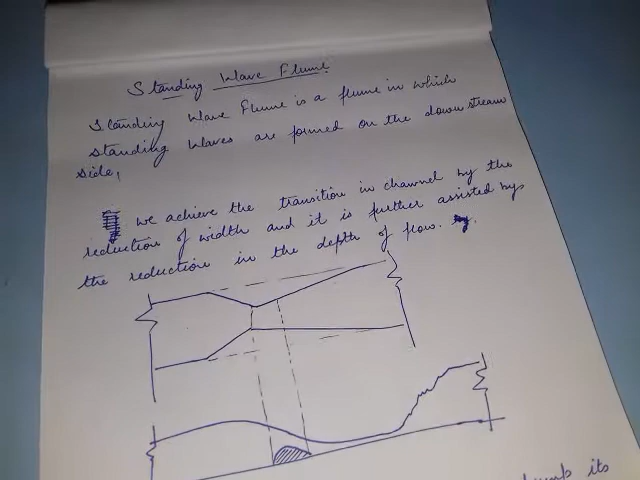 Standing Wave Flume
Standing Wave Flume is a flume in which
standing waves are formed on the down stream
side,
we achieve the transition in channel by the
reduction of width and it is further assisted by
the reduction in the depth of flow.
its